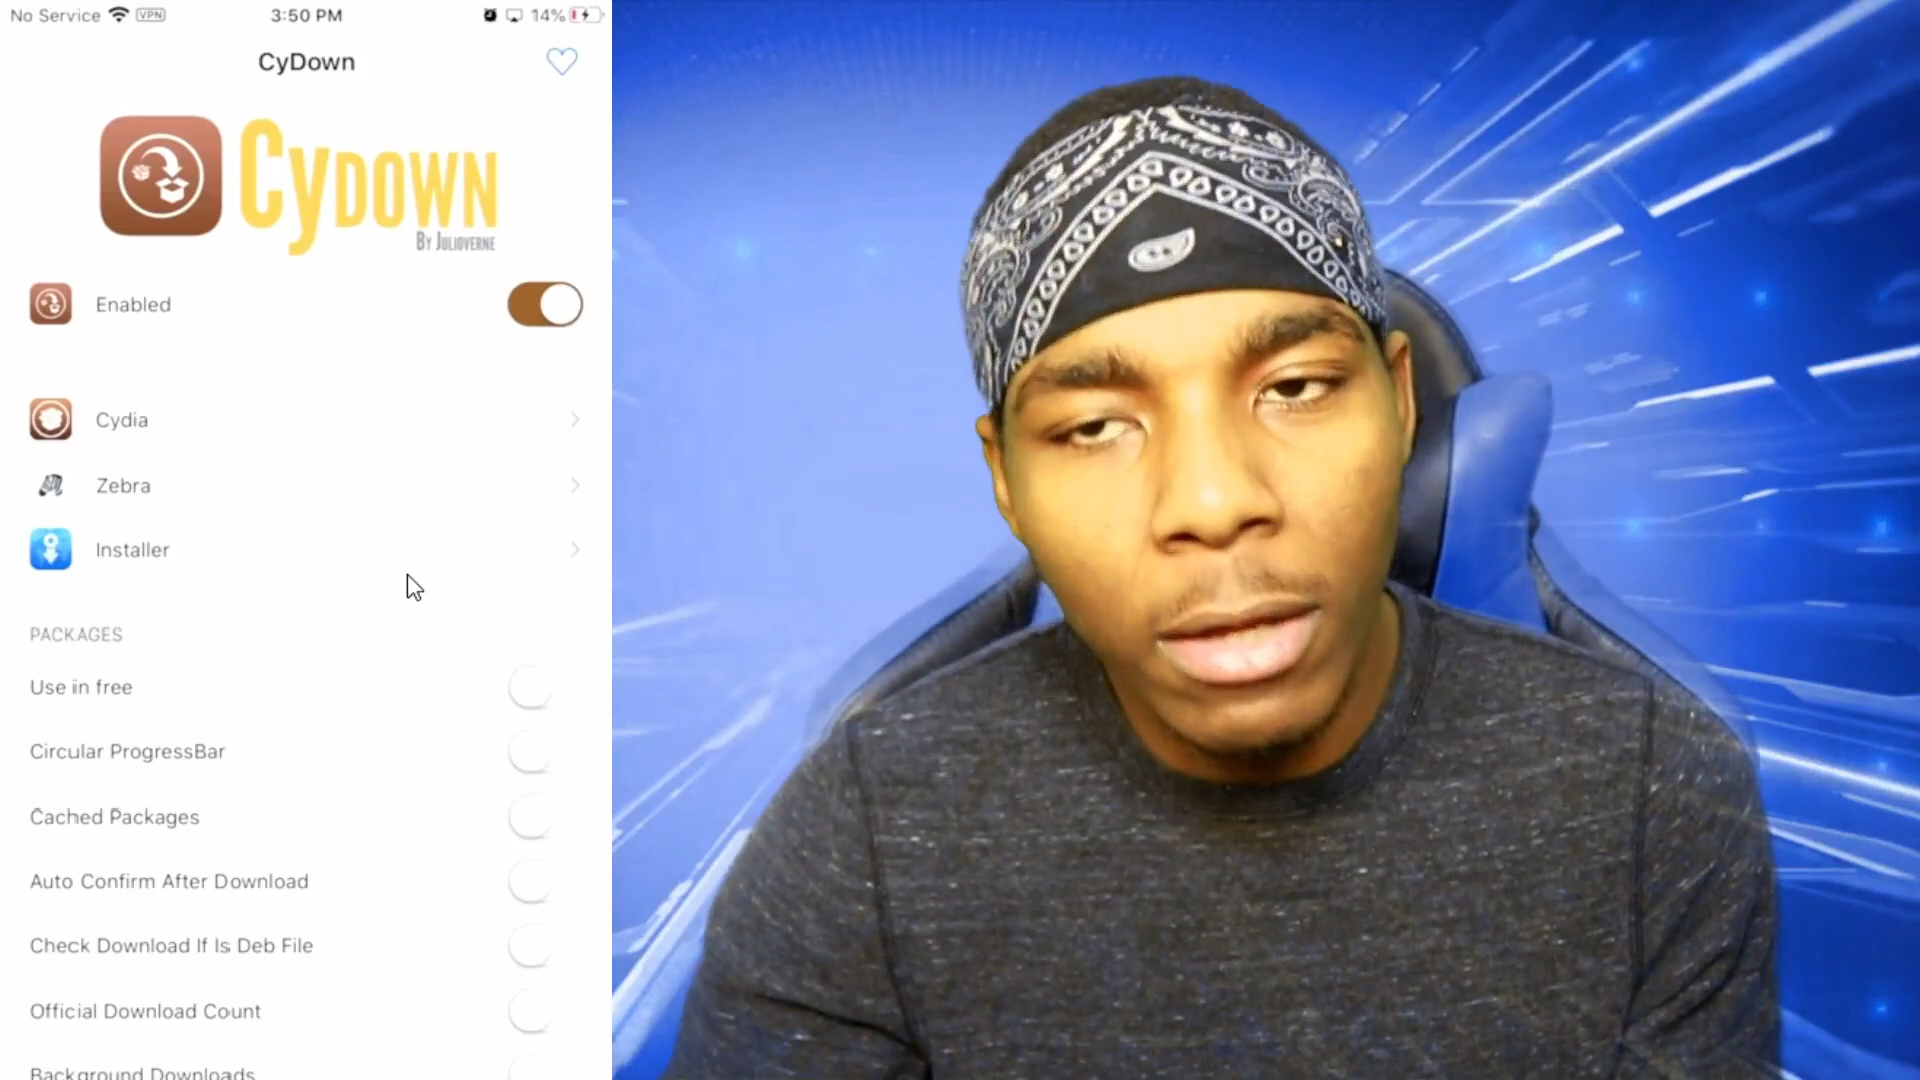 No Service VPN 3:50 PM 14%
CyDown
CyDOWN
By Julioverne
Enabled
Cydia
Zebra
Installer
PACKAGES
Use in free
Circular ProgressBar
Cached Packages
Auto Confirm After Download
Check Download If Is Deb File
Official Download Count
Background Downloads